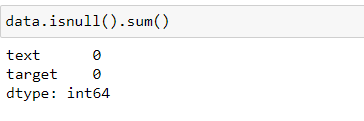 data.isnull().sum()
text      0
target    0
dtype: int64